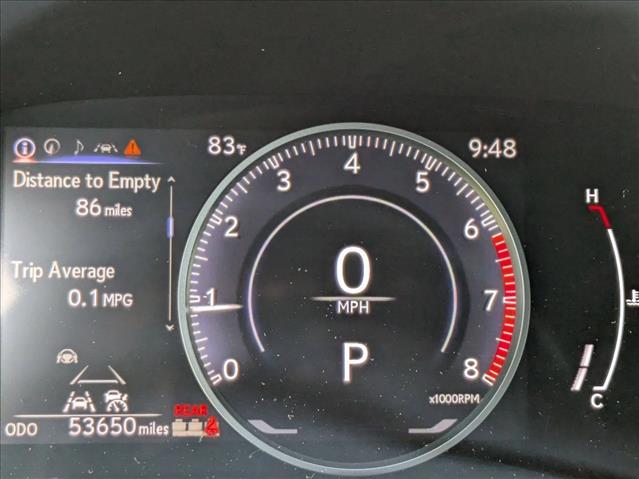 83°F
9:48
Distance to Empty
86 miles
Trip Average
0.1 MPG
0
1
2
3
4
5
6
7
8
0
MPH
P
x1000RPM
H
C
REAR
2
ODO 53650 miles